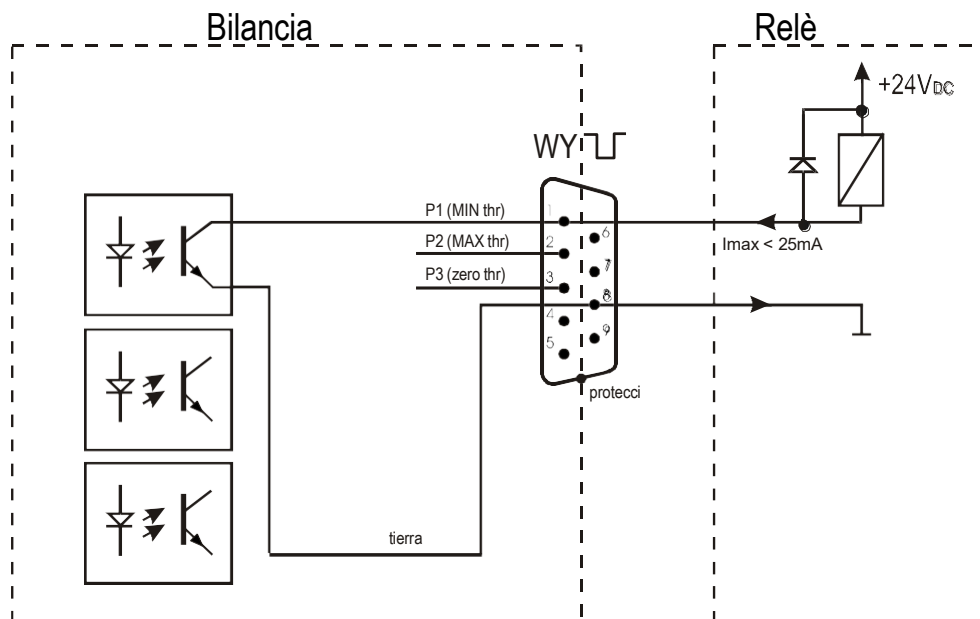 Bilancia
Relè
+24VDC
WY
P1 (MIN thr)
1
6
P2 (MAX thr)
2
Imax < 25mA
7
P3 (zero thr)
3
8
4
9
5
protecci
tierra